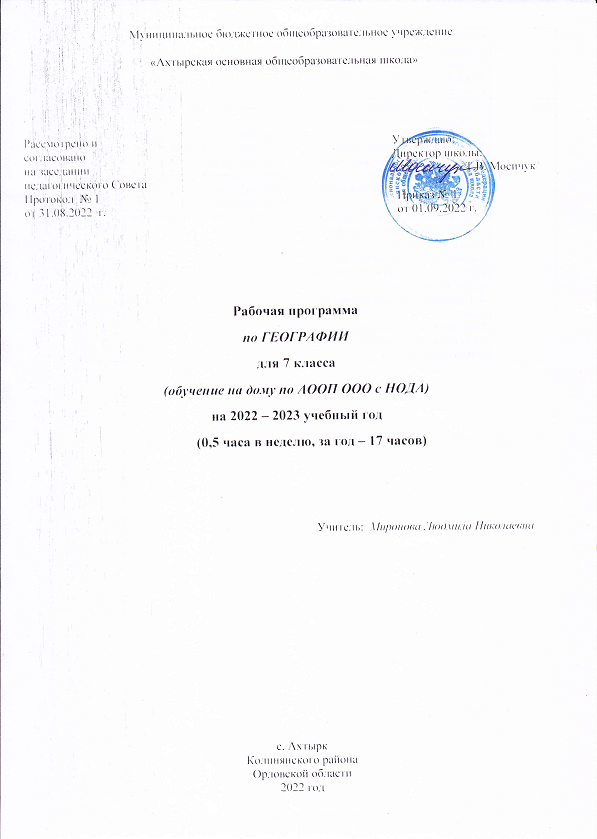 Муниципальное бюджетное общеобразовательное учреждение
«Ахтырская основная общеобразовательная школа»
Рассмотрено и
согласовано
на заседании
педагогического Совета
Протокол № 1
от 31.08.2022 г.
Утверждаю:
Директор школы:
В. Мосичук
Приказ № 1
от 01.09.2022 г.
Рабочая программа
по ГЕОГРАФИИ
для 7 класса
(обучение на дому по АООП ООО с НОДА)
на 2022 – 2023 учебный год
(0,5 часа в неделю, за год – 17 часов)
Учитель: Миронова Людмила Николаевна
с. Ахтырк
Колпнянского района
Орловской области
2022 год